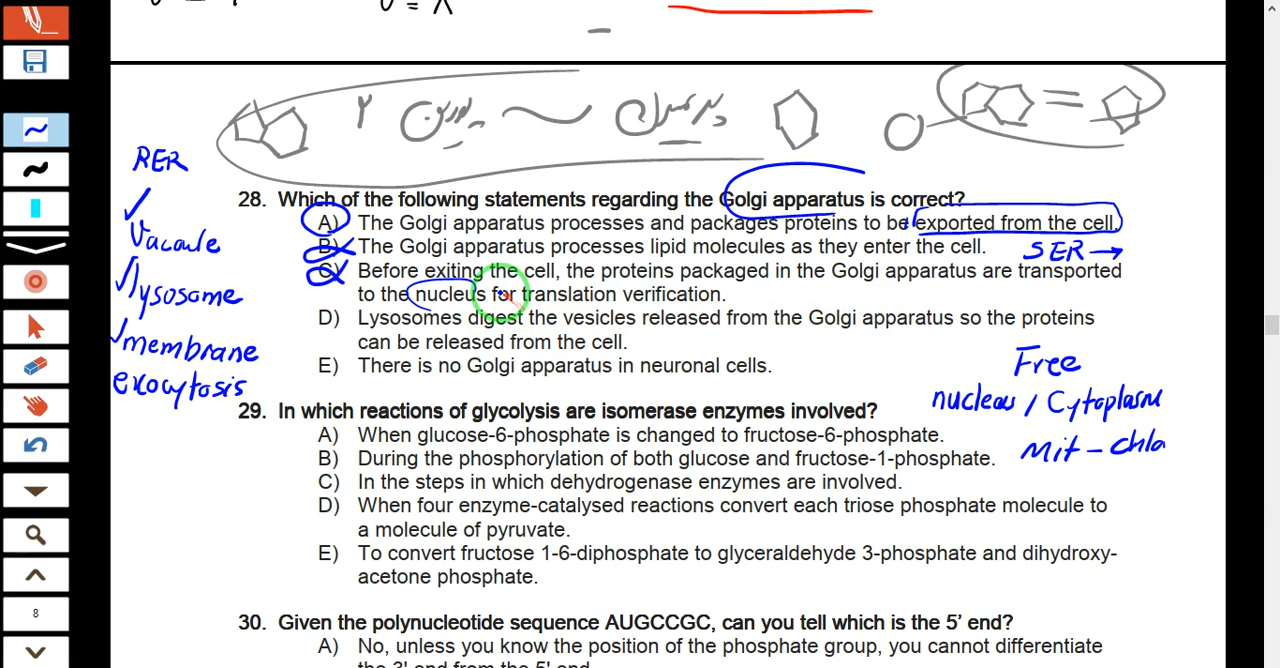 28. Which of the following statements regarding the Golgi apparatus is correct?
A) The Golgi apparatus processes and packages proteins to be exported from the cell.
B) The Golgi apparatus processes lipid molecules as they enter the cell.
C) Before exiting the cell, the proteins packaged in the Golgi apparatus are transported
to the nucleus for translation verification.
D) Lysosomes digest the vesicles released from the Golgi apparatus so the proteins
can be released from the cell.
E) There is no Golgi apparatus in neuronal cells.
RER
Vacaule
lysosome
membrane
exocytosis
SER →
Free
nucleus / Cytoplasm
Mit - chlo
29. In which reactions of glycolysis are isomerase enzymes involved?
A) When glucose-6-phosphate is changed to fructose-6-phosphate.
B) During the phosphorylation of both glucose and fructose-1-phosphate.
C) In the steps in which dehydrogenase enzymes are involved.
D) When four enzyme-catalysed reactions convert each triose phosphate molecule to
a molecule of pyruvate.
E) To convert fructose 1-6-diphosphate to glyceraldehyde 3-phosphate and dihydroxy-
acetone phosphate.
30. Given the polynucleotide sequence AUGCCGC, can you tell which is the 5' end?
A) No, unless you know the position of the phosphate group, you cannot differentiate
the 3' end from the 5' end
8